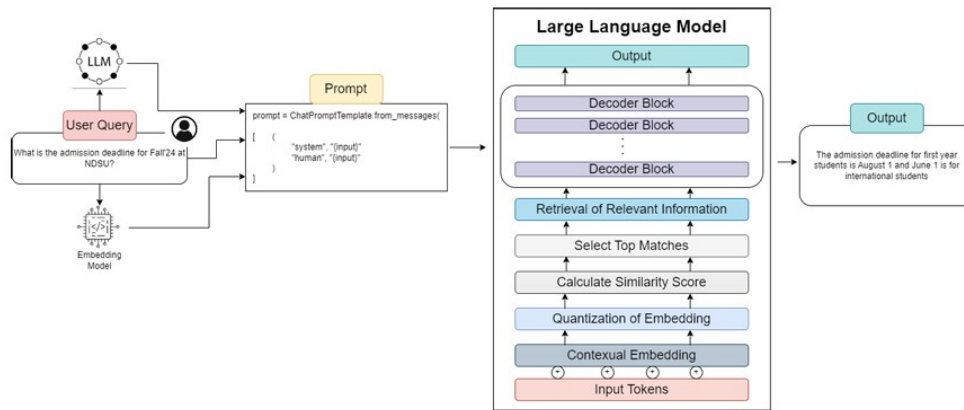 LLM
User Query
What is the admission deadline for Fall'24 at
NDSU?
</>
Embedding
Model
Prompt
prompt = ChatPromptTemplate.from_messages(
[ (
"system", "{input}"
"human", "{input}"
)
]
Large Language Model
Output
Decoder Block
Decoder Block
Decoder Block
Retrieval of Relevant Information
Select Top Matches
Calculate Similarity Score
Quantization of Embedding
Contexual Embedding
+ + + +
Input Tokens
Output
The admission deadline for first year
students is August 1 and June 1 is for
international students